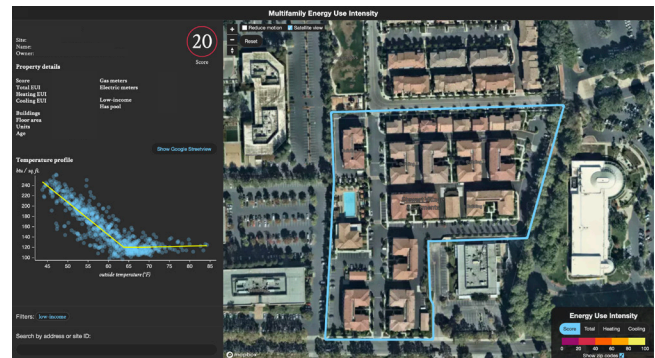 Multifamily Energy Use Intensity
Site:
Name:
Owner:
20
Score
Property details
Score
Total EUI
Heating EUI
Cooling EUI
Gas meters
Electric meters
Low-income
Has pool
Buildings
Floor area
Units
Age
Show Google Streetview
Temperature profile
kbtu / sq. ft.
240
220
200
180
160
140
120
100
45 50 55 60 65 70 75 80 85
outside temperature (°F)
Filters: low-income
Search by address or site ID:
+
Reduce motion Satellite view
−
Reset
mapbox
Energy Use Intensity
Score Total Heating Cooling
0 20 40 60 80 100
Show zip codes